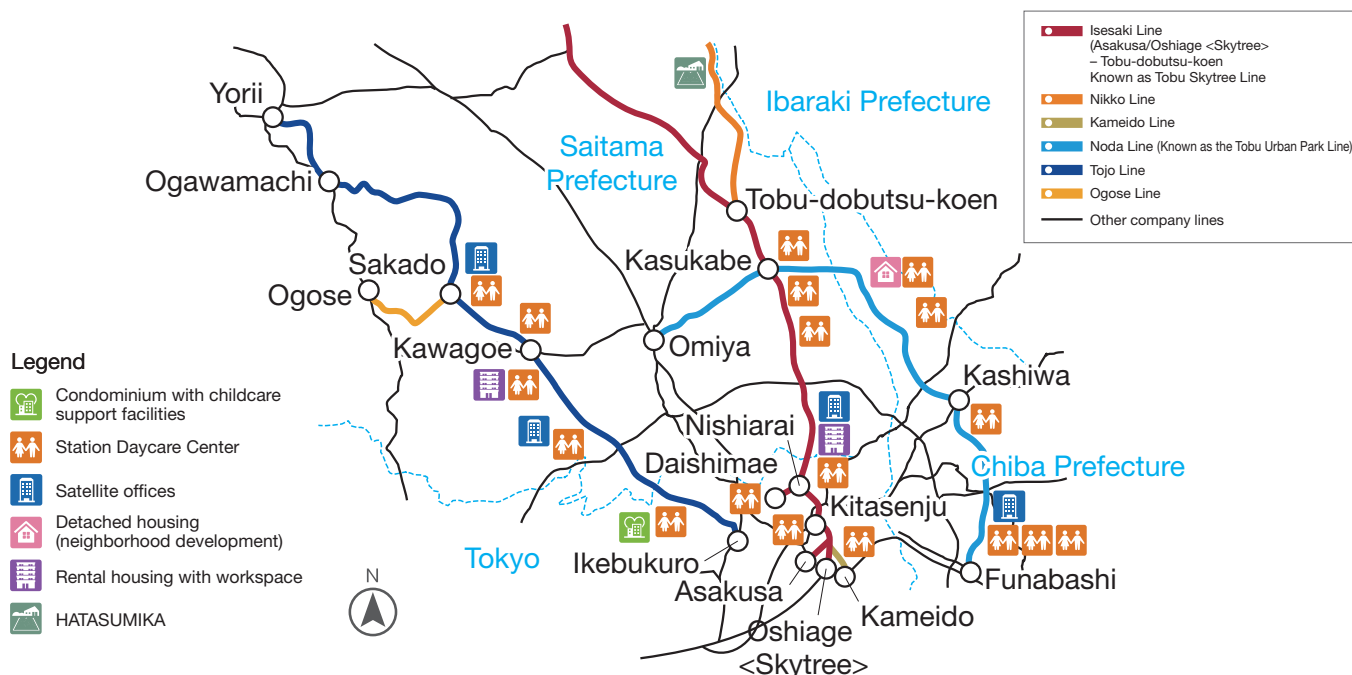 Isesaki Line
(Asakusa/Oshiage <Skytree>
– Tobu-dobutsu-koen
Known as Tobu Skytree Line
Nikko Line
Kameido Line
Noda Line (Known as the Tobu Urban Park Line)
Tojo Line
Ogose Line
Other company lines
Yorii
Ibaraki Prefecture
Saitama
Prefecture
Ogawamachi
Tobu-dobutsu-koen
Sakado
Kasukabe
Ogose
Kawagoe
Omiya
Kashiwa
Nishiarai
Daishimae
Chiba Prefecture
Kitasenju
Tokyo
Ikebukuro
Asakusa
Funabashi
Kameido
Oshiage
<Skytree>
Legend
Condominium with childcare
support facilities
Station Daycare Center
Satellite offices
Detached housing
(neighborhood development)
Rental housing with workspace
HATASUMIKA
N